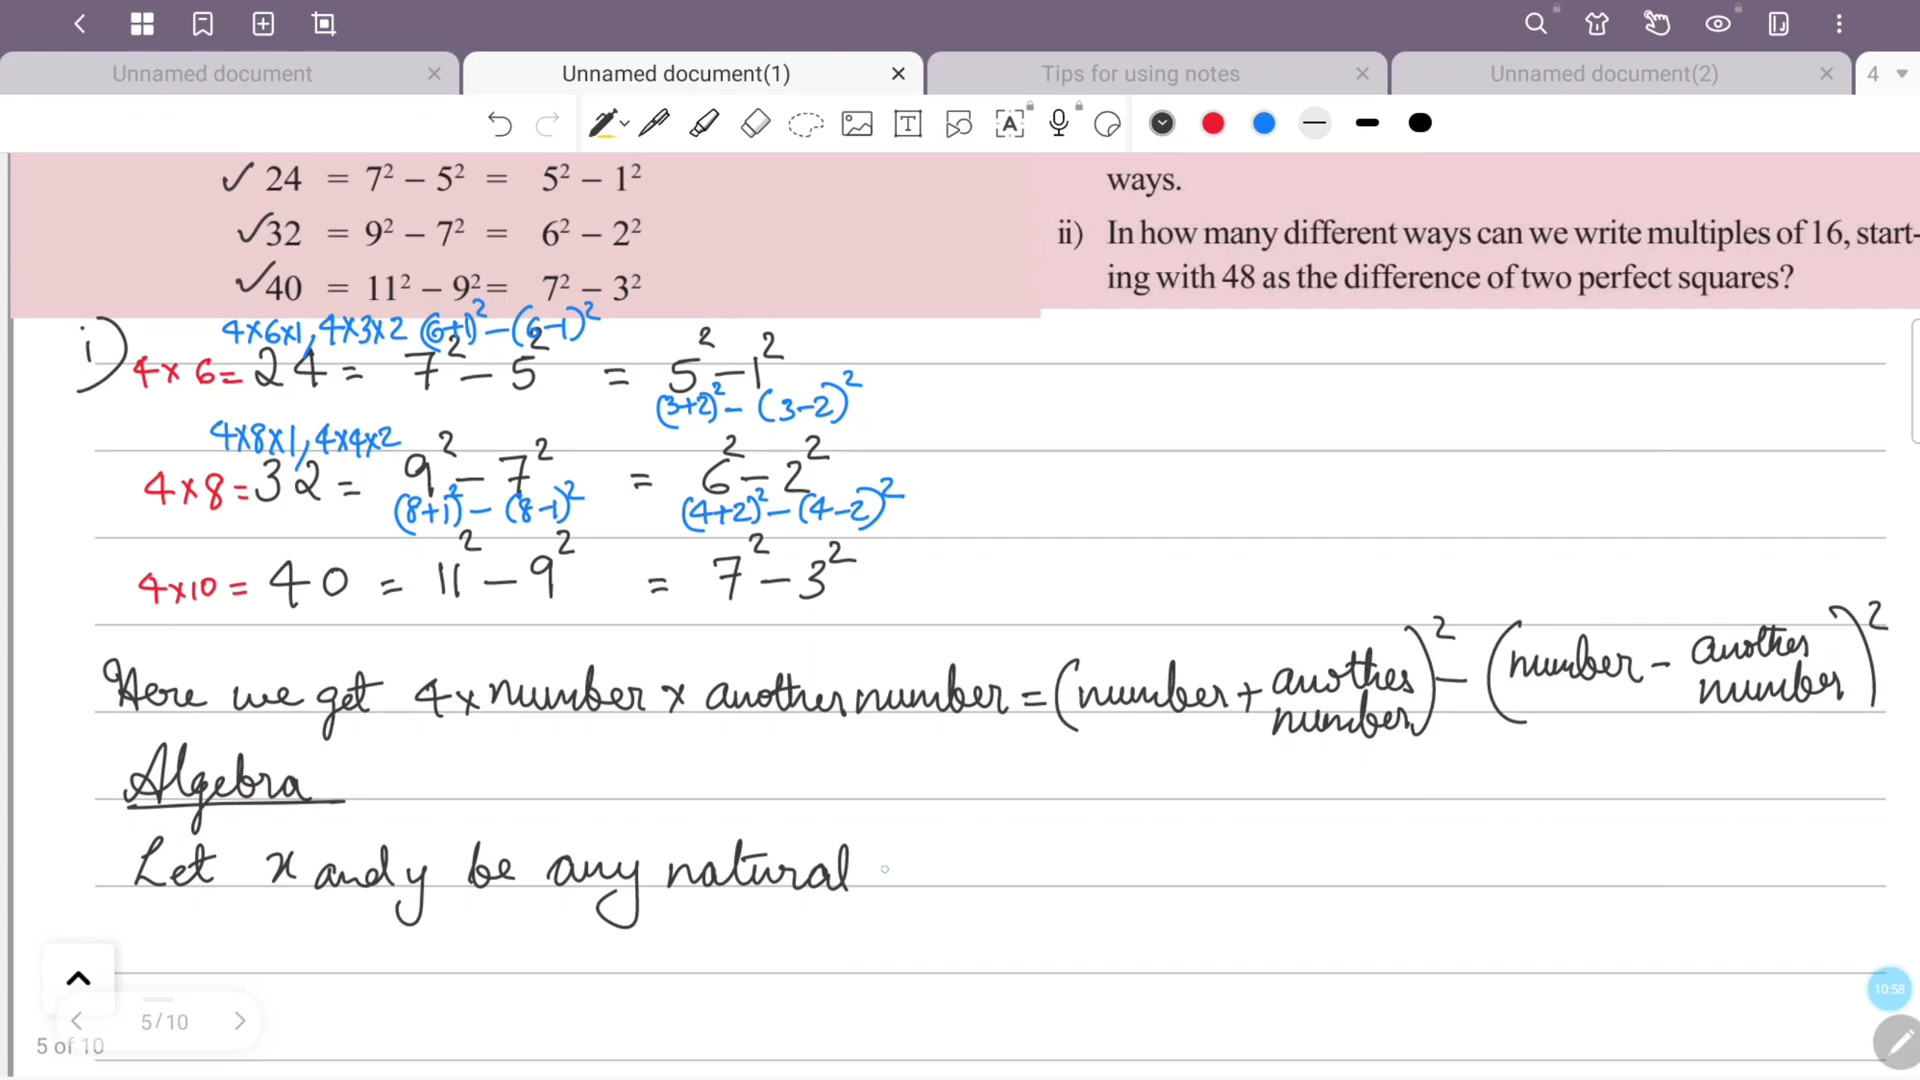 Unnamed document
Unnamed document(1)
Tips for using notes
Unnamed document(2)
4
✓ 24 = 7² – 5² = 5² – 1²
✓ 32 = 9² – 7² = 6² – 2²
✓ 40 = 11² – 9² = 7² – 3²
ways.
ii) In how many different ways can we write multiples of 16, start-
ing with 48 as the difference of two perfect squares?
4×6×1, 4×3×2 (6+1)² – (6–1)²
i) 4×6 = 24 = 7² – 5² = 5² – 1²
(3+2)² – (3–2)²
4×8×1, 4×4×2
4×8 = 32 = 9² – 7² = 6² – 2²
(8+1)² – (8–1)² (4+2)² – (4–2)²
4×10 = 40 = 11² – 9² = 7² – 3²
Here we get 4 × number × another number = (number + another number)² – (number – another number)²
Algebra
Let x and y be any natural
5/10
5 of 10
10:58